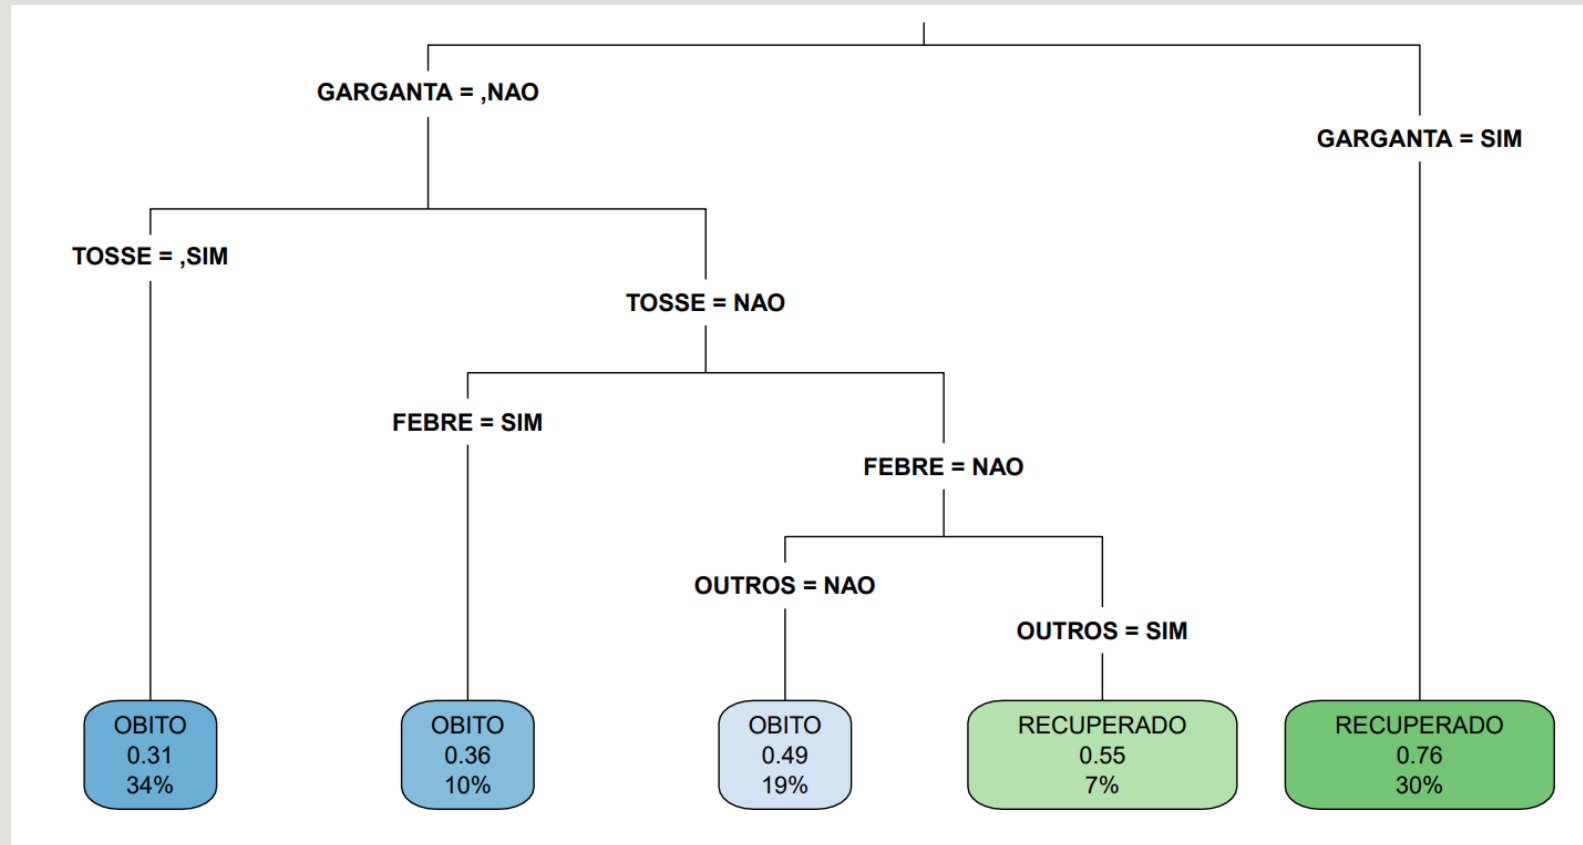 GARGANTA = ,NAO
GARGANTA = SIM
TOSSE = ,SIM
TOSSE = NAO
FEBRE = SIM
FEBRE = NAO
OUTROS = NAO
OUTROS = SIM
OBITO
0.31
34%
OBITO
0.36
10%
OBITO
0.49
19%
RECUPERADO
0.55
7%
RECUPERADO
0.76
30%